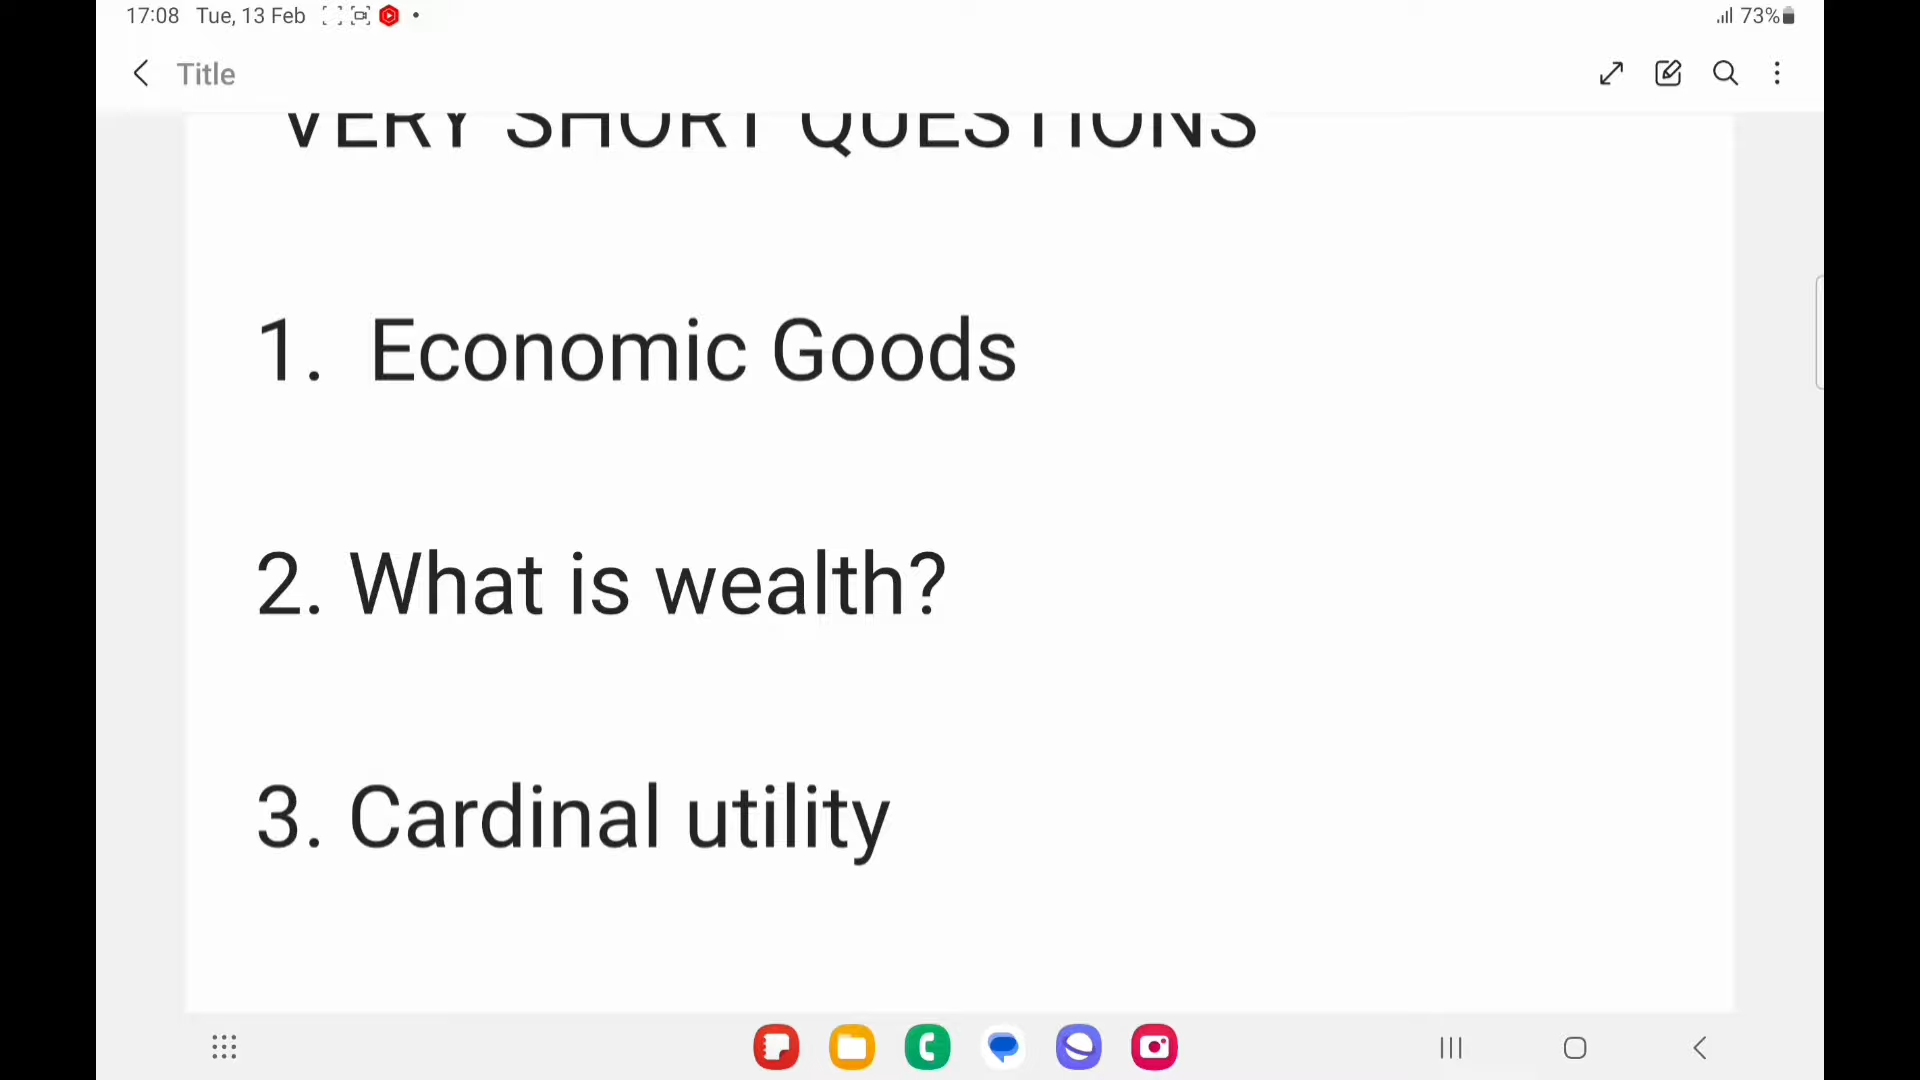 17:08 Tue, 13 Feb
73%
Title
VERY SHORT QUESTIONS
1. Economic Goods
2. What is wealth?
3. Cardinal utility